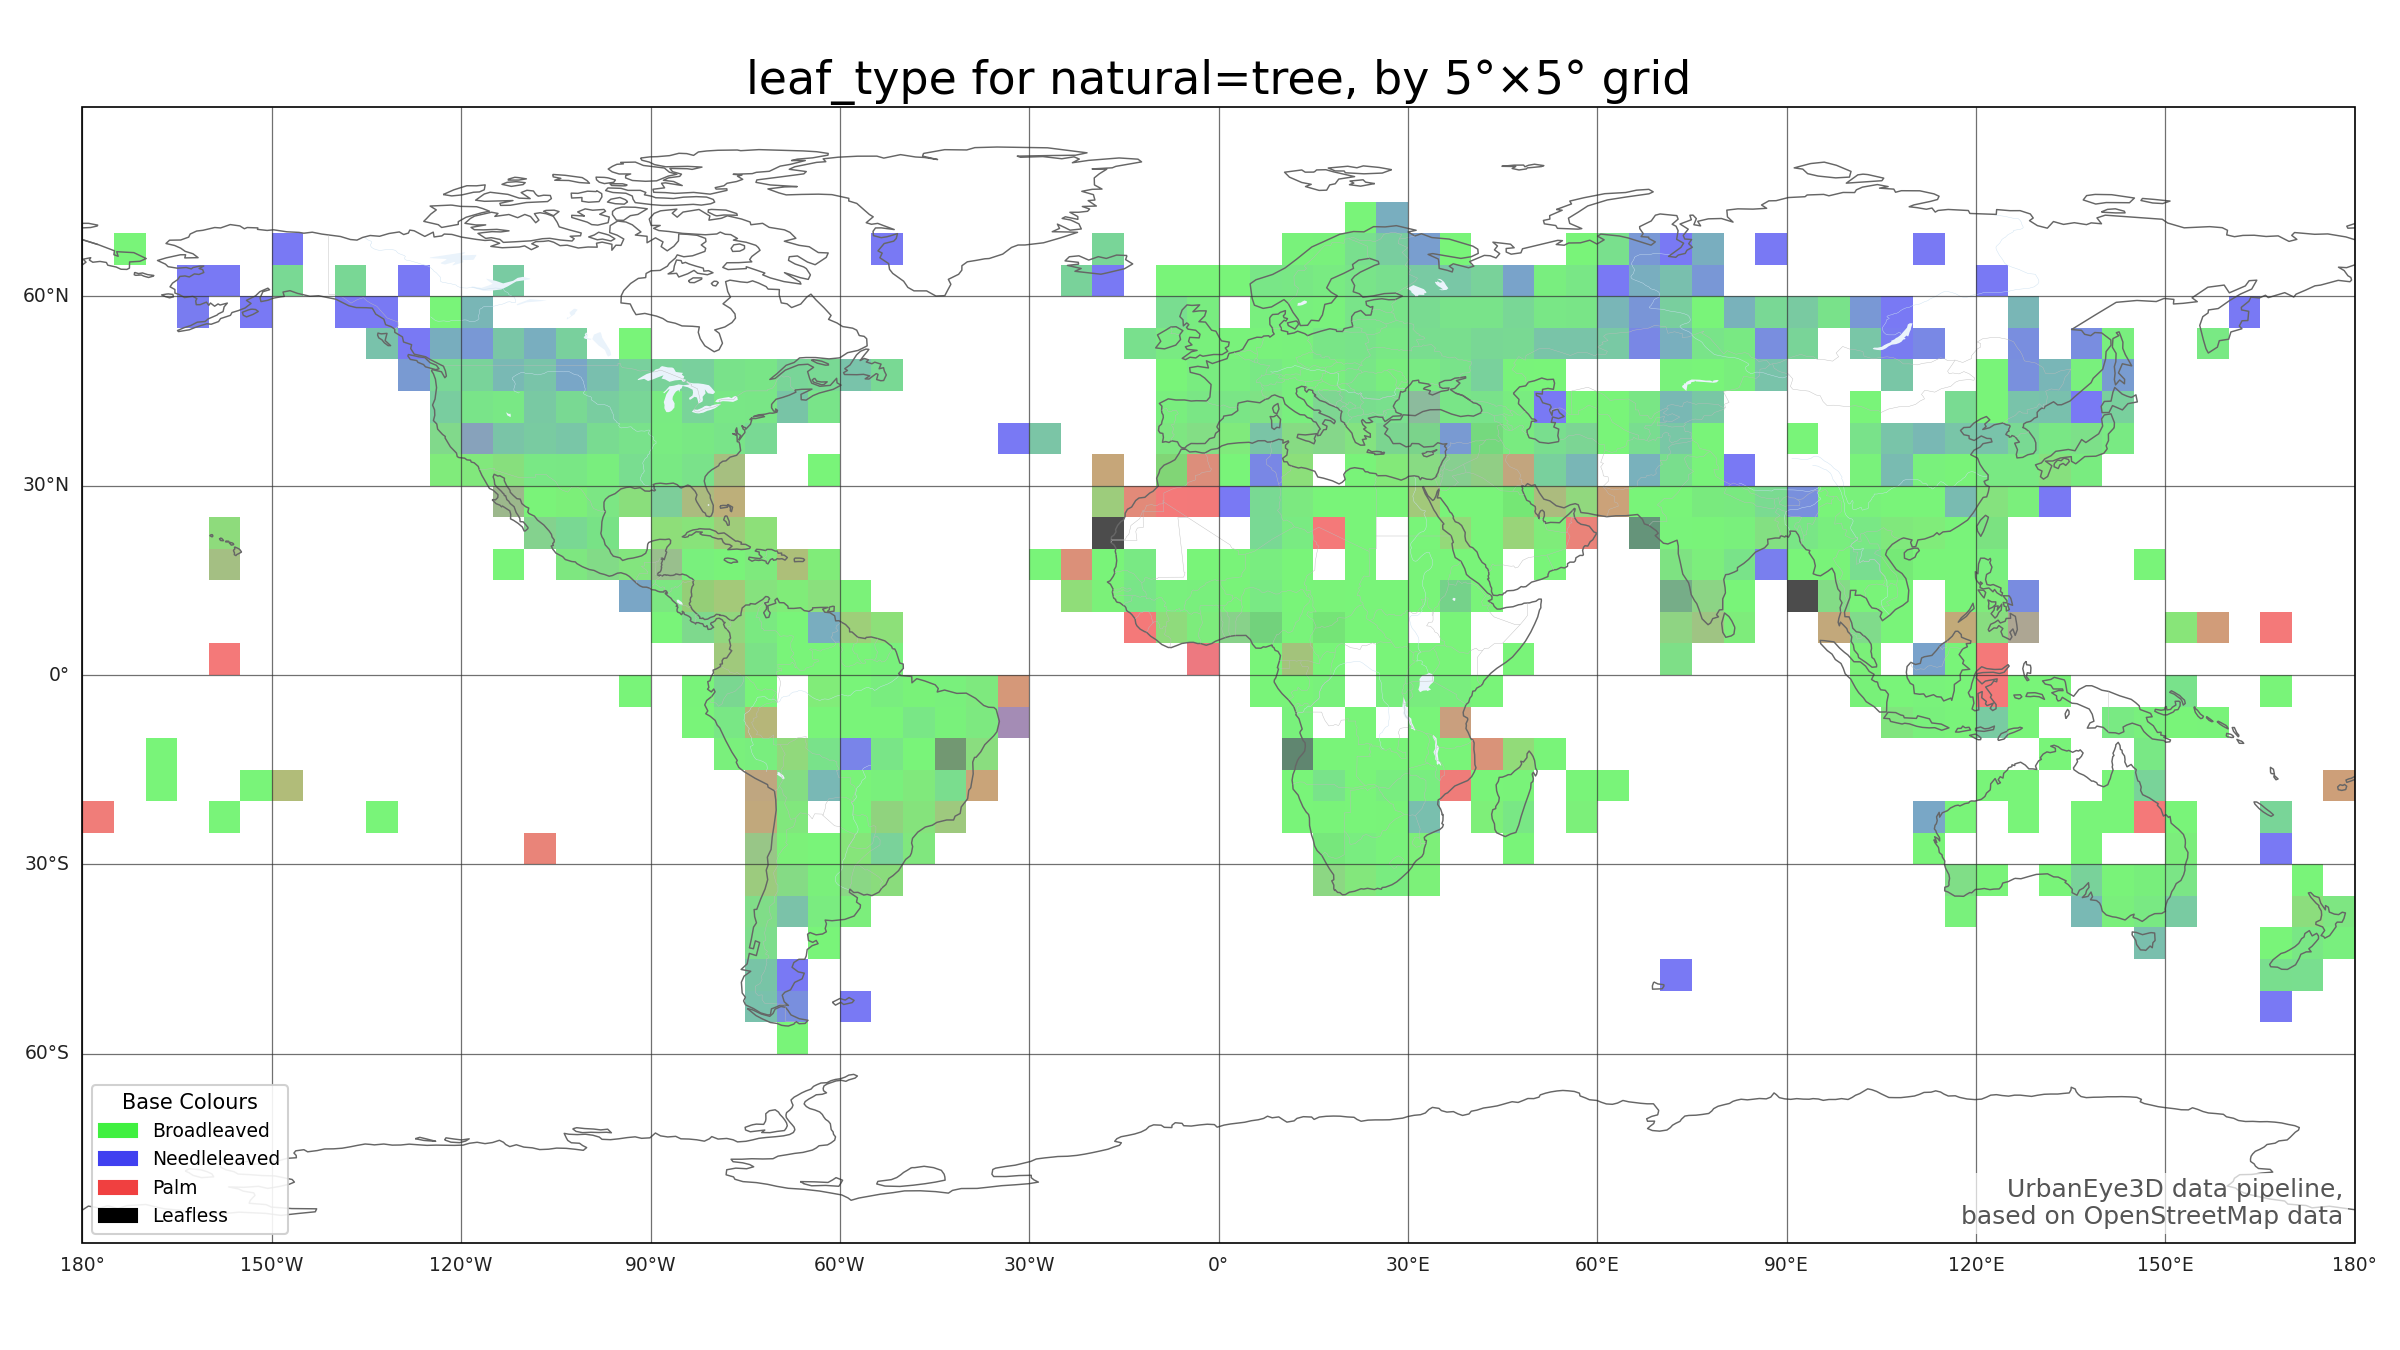 leaf_type for natural=tree, by 5°×5° grid
60°N
30°N
0°
30°S
60°S
Base Colours
Broadleaved
Needleleaved
Palm
Leafless
UrbanEye3D data pipeline,
based on OpenStreetMap data
180°
150°W
120°W
90°W
60°W
30°W
0°
30°E
60°E
90°E
120°E
150°E
180°